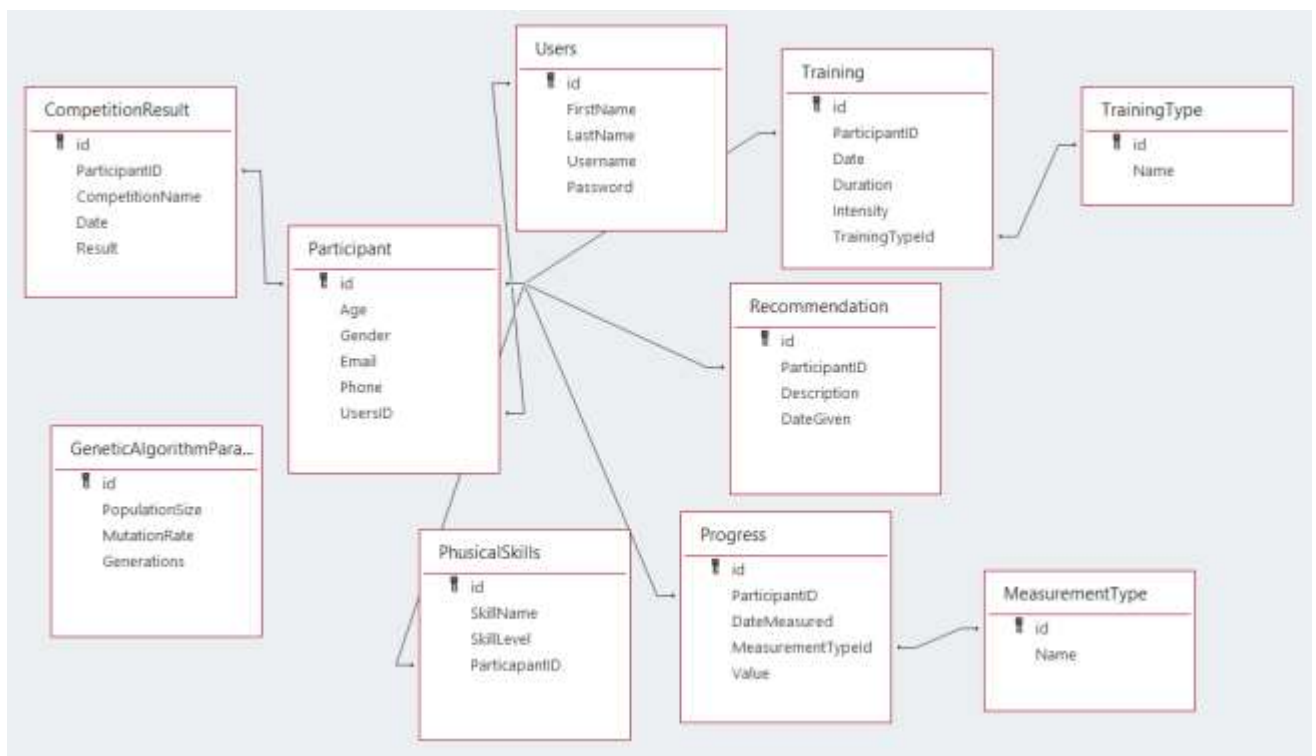 CompetitionResult
id
ParticipantID
CompetitionName
Date
Result
Users
id
FirstName
LastName
Username
Password
Training
id
ParticipantID
Date
Duration
Intensity
TrainingTypeId
TrainingType
id
Name
Participant
id
Age
Gender
Email
Phone
UsersID
Recommendation
id
ParticipantID
Description
DateGiven
GeneticAlgorithmPara...
id
PopulationSize
MutationRate
Generations
PhusicalSkills
id
SkillName
SkillLevel
ParticapantID
Progress
id
ParticipantID
DateMeasured
MeasurementTypeId
Value
MeasurementType
id
Name